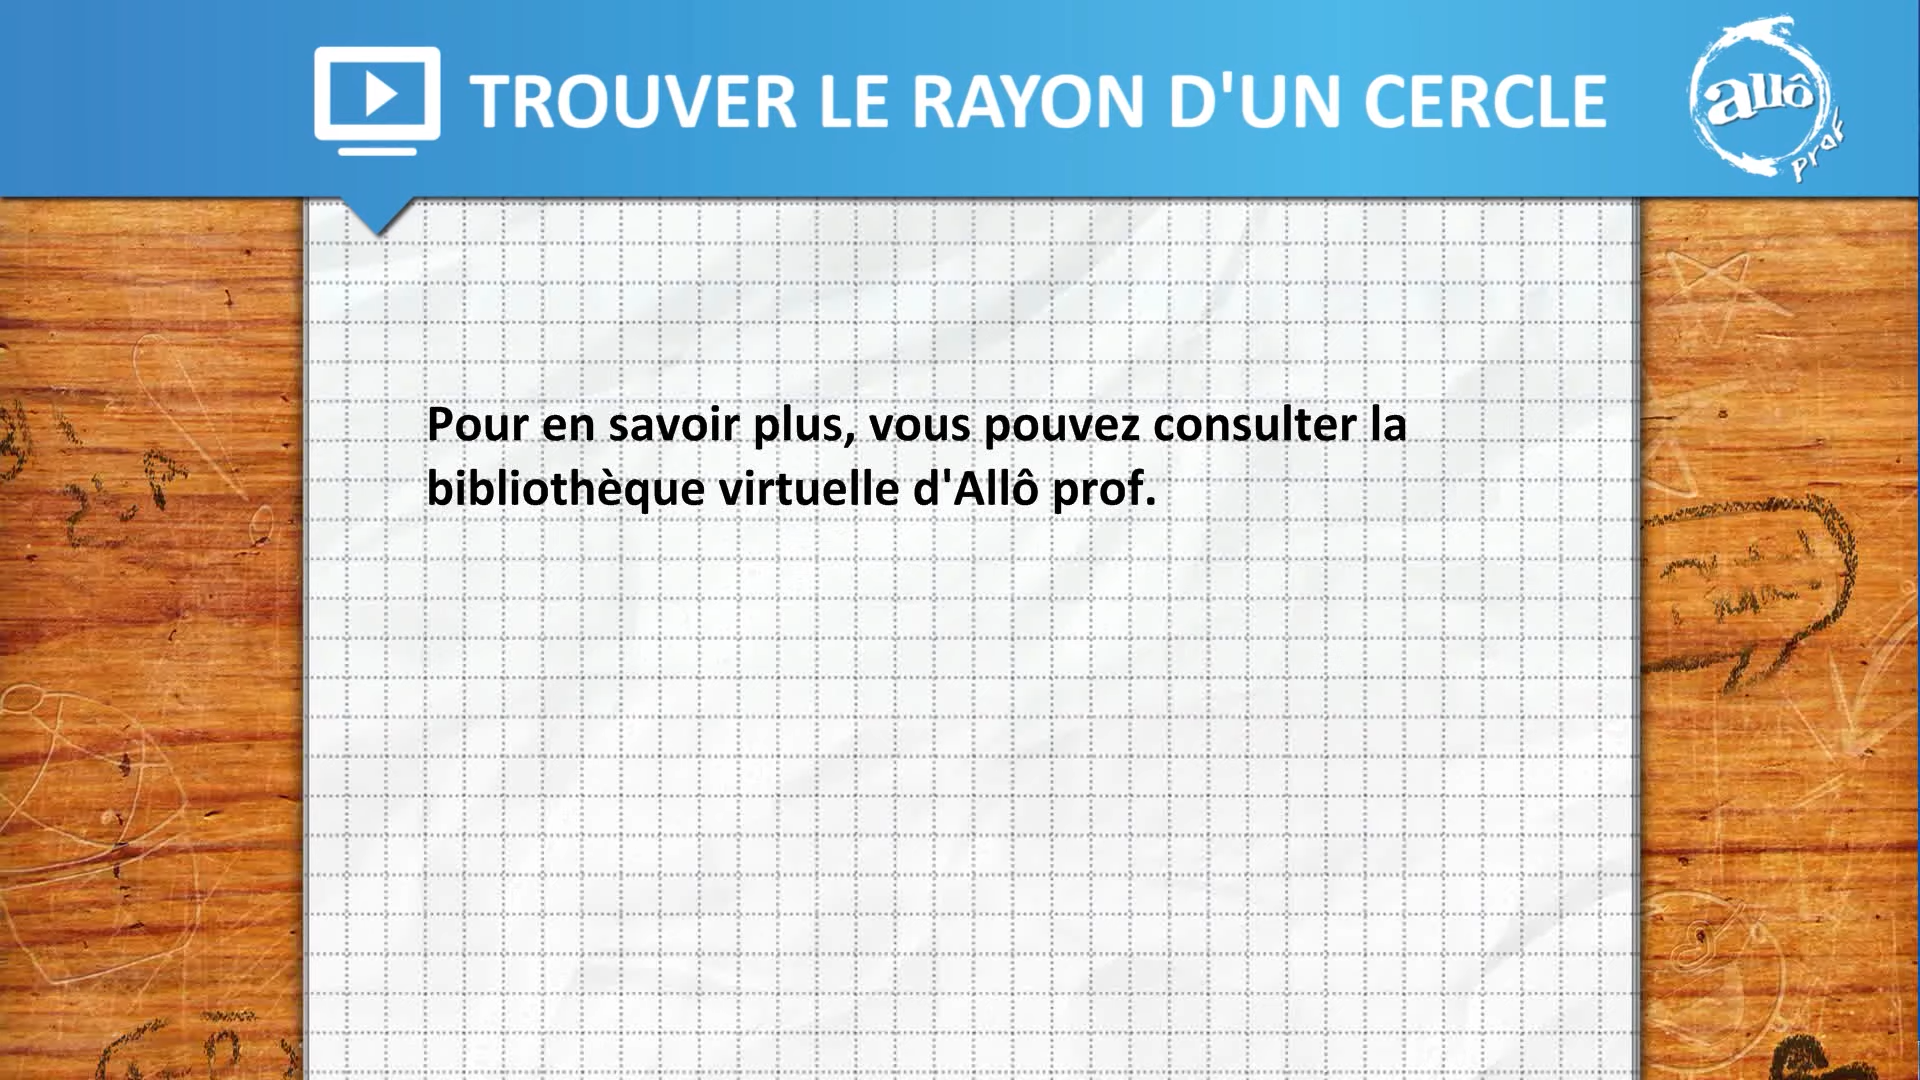 TROUVER LE RAYON D'UN CERCLE
allô
prof
Pour en savoir plus, vous pouvez consulter la
bibliothèque virtuelle d'Allô prof.